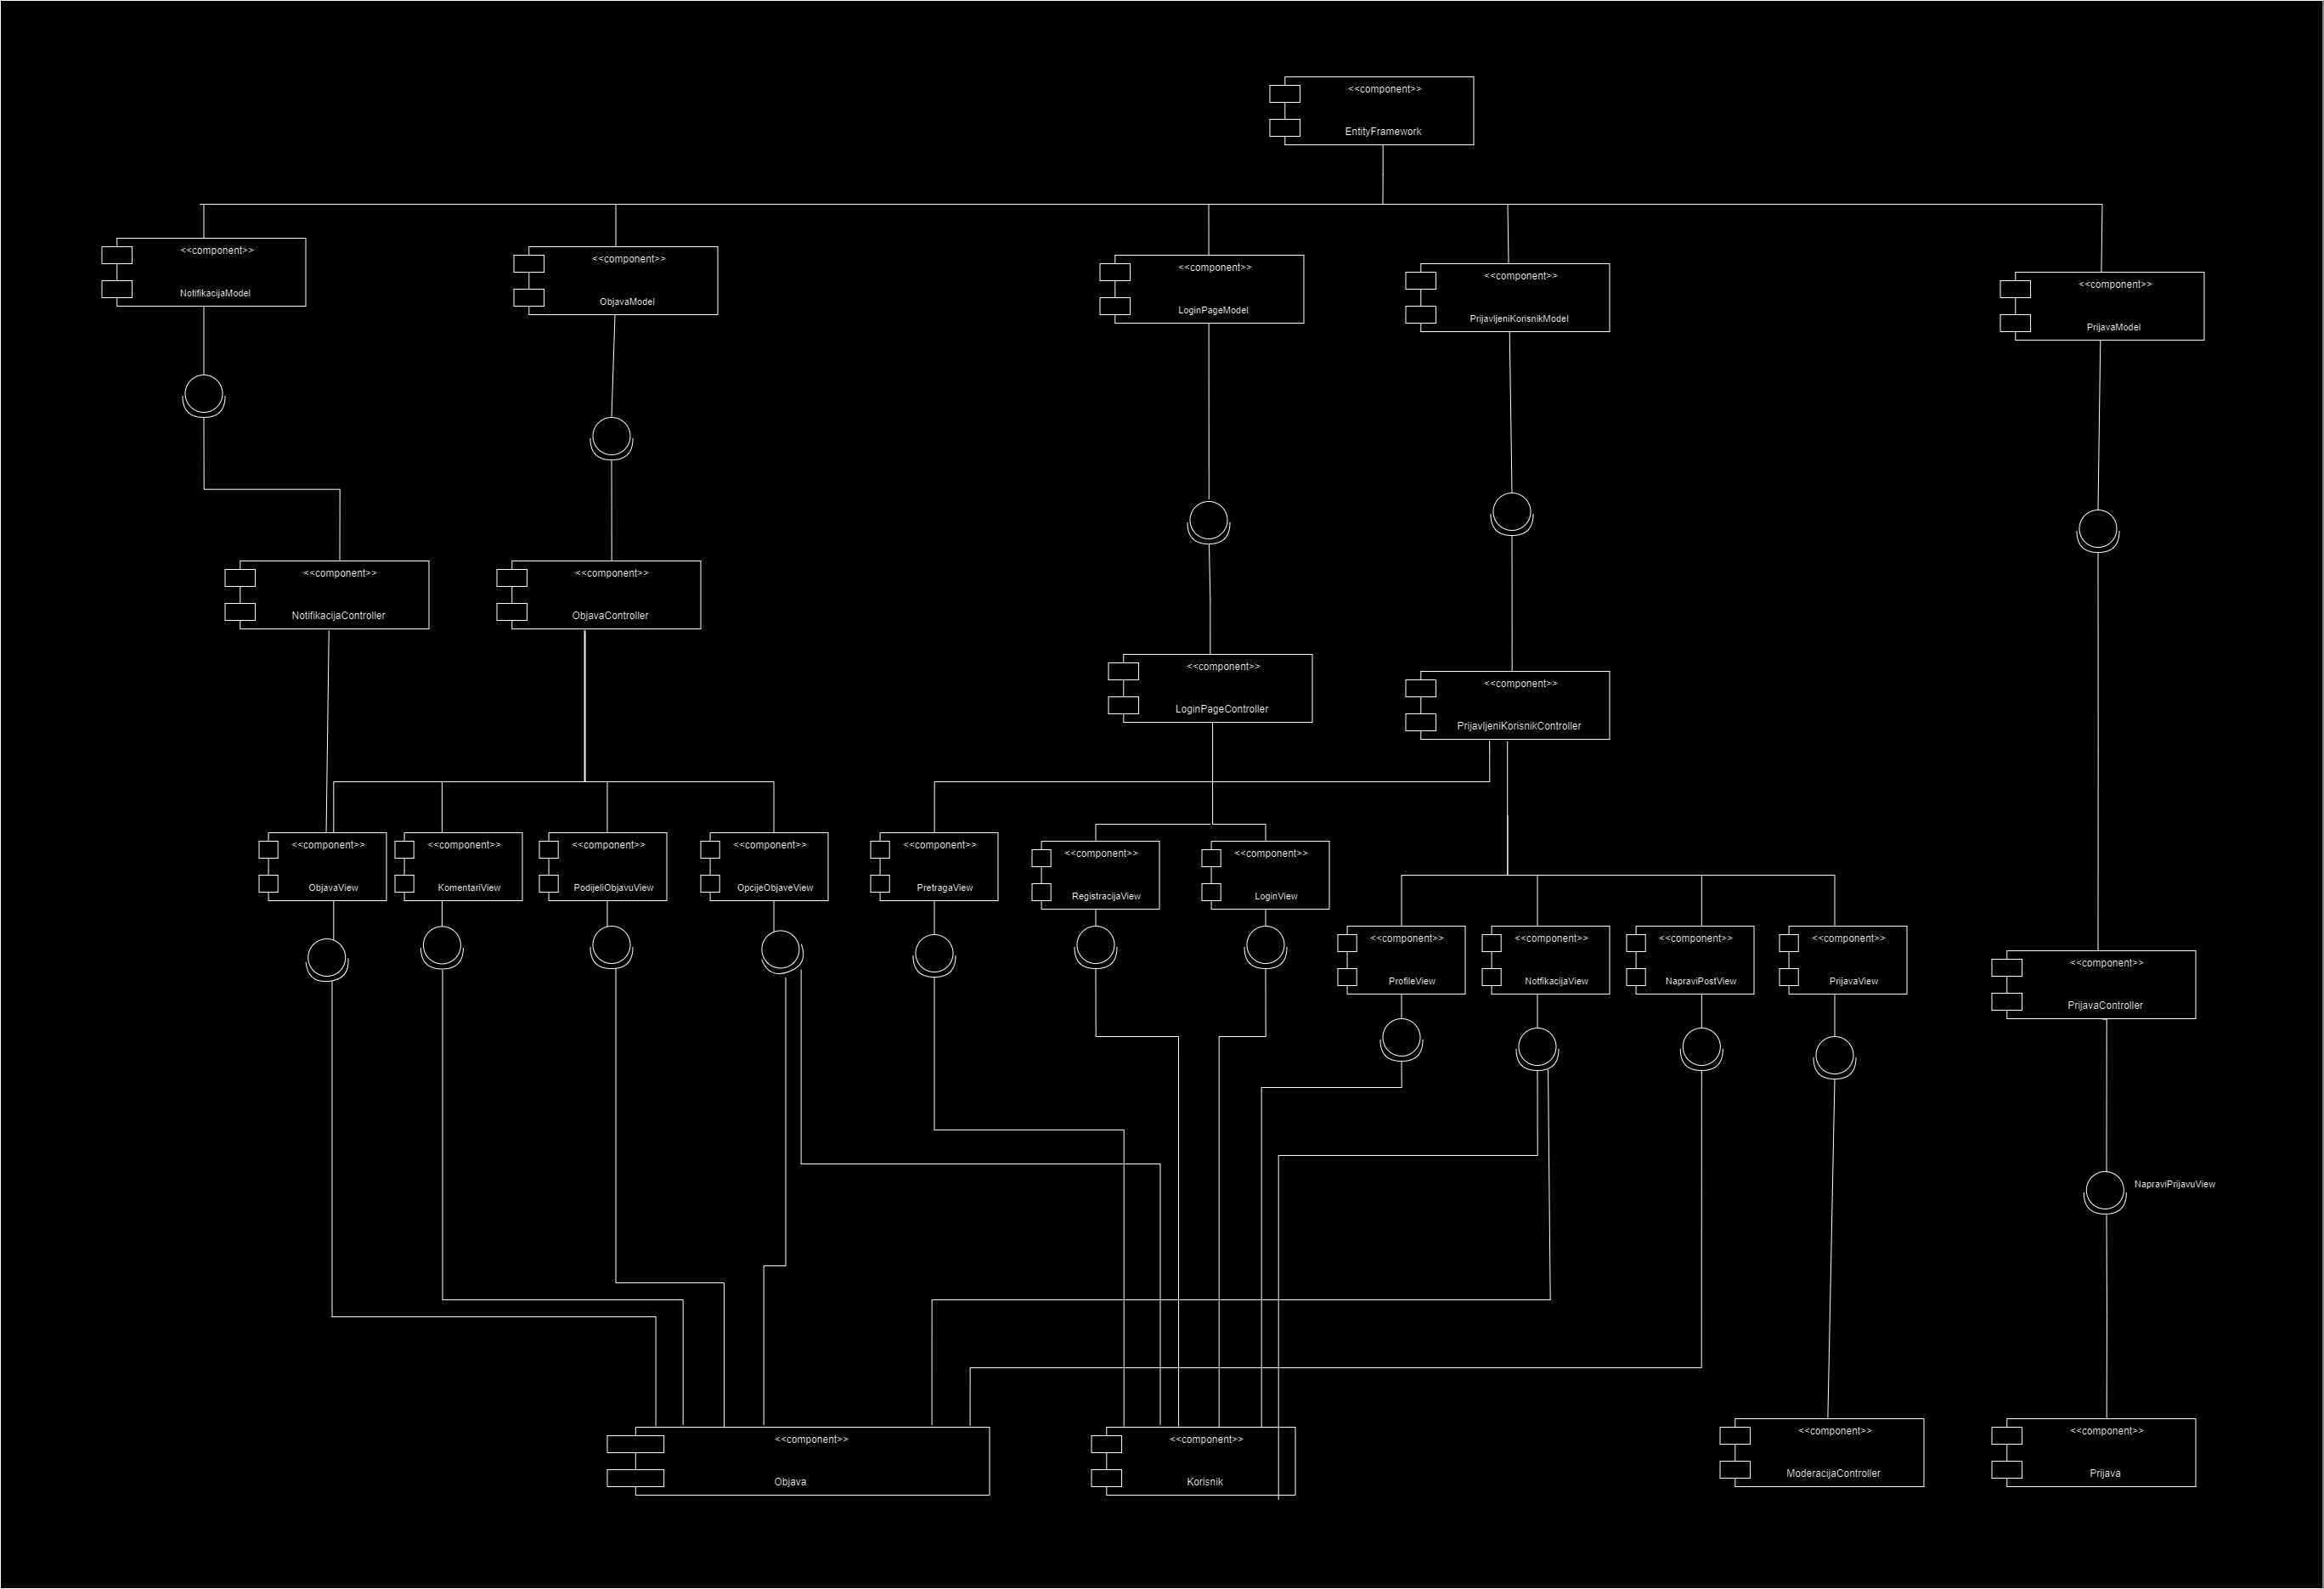 <<component>>
EntityFramework
<<component>>
NotifikacijaModel
<<component>>
ObjavaModel
<<component>>
LoginPageModel
<<component>>
PrijavljeniKorisnikModel
<<component>>
PrijavaModel
<<component>>
NotifikacijaController
<<component>>
ObjavaController
<<component>>
LoginPageController
<<component>>
PrijavljeniKorisnikController
<<component>>
ObjavaView
<<component>>
KomentariView
<<component>>
PodijeliObjavuView
<<component>>
OpcijeObjaveView
<<component>>
PretragaView
<<component>>
RegistracijaView
<<component>>
LoginView
<<component>>
ProfileView
<<component>>
NotfikacijaView
<<component>>
NapraviPostView
<<component>>
PrijavaView
<<component>>
PrijavaController
NapraviPrijavuView
<<component>>
Objava
<<component>>
Korisnik
<<component>>
ModeracijaController
<<component>>
Prijava